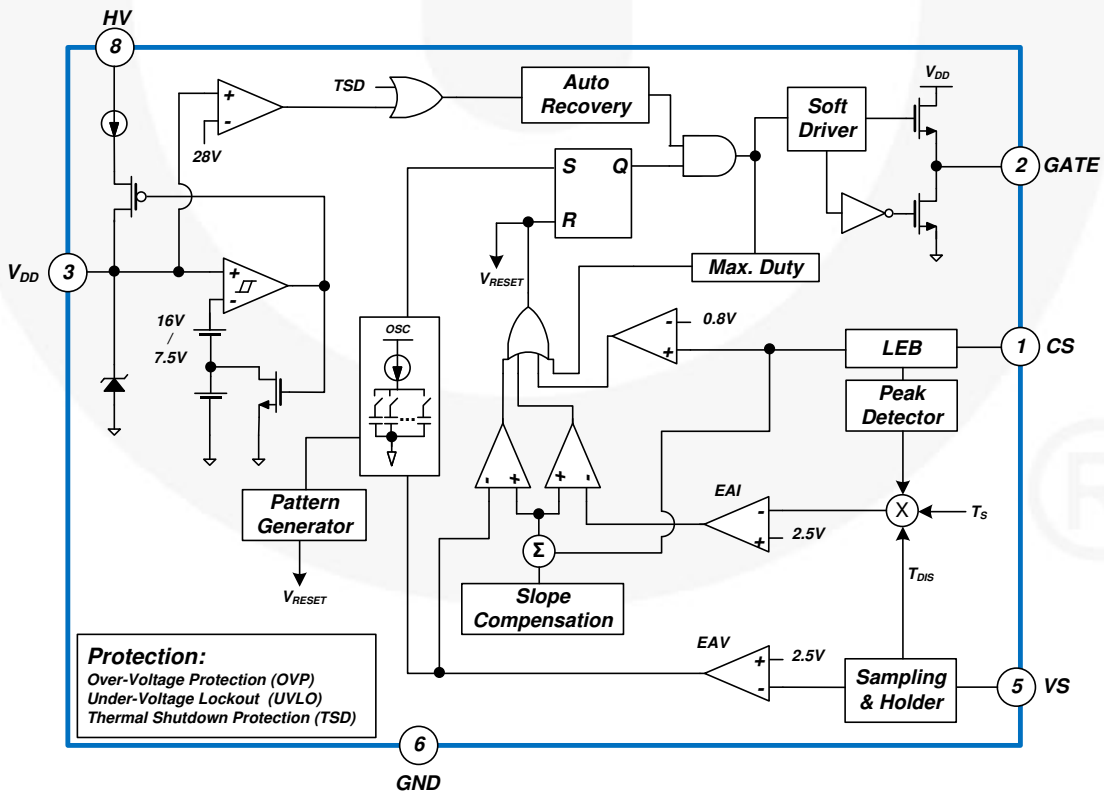 HV
8
TSD
Auto
Recovery
+
-
28V
VDD
Soft
Driver
S
Q
R
2
GATE
VRESET
Max. Duty
VDD
3
+
-
16V
/
7.5V
OSC
-
0.8V
+
LEB
1
CS
Peak
Detector
-
+
+
-
EAI
-
+
2.5V
X
TS
Pattern
Generator
Σ
TDIS
VRESET
Slope
Compensation
EAV
+
2.5V
-
Sampling
& Holder
5
VS
Protection:
Over-Voltage Protection (OVP)
Under-Voltage Lockout (UVLO)
Thermal Shutdown Protection (TSD)
6
GND
®